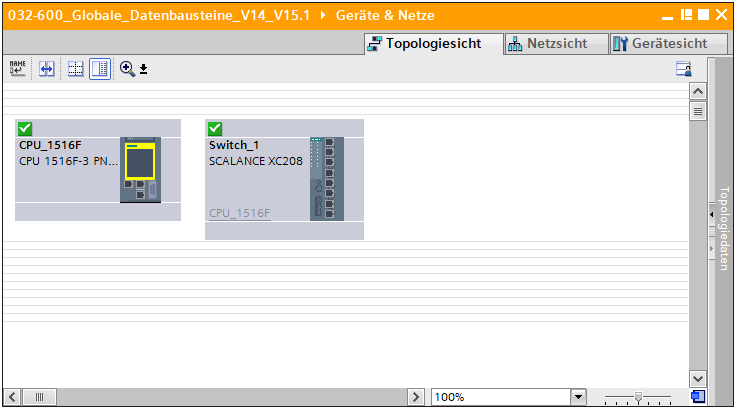 032-600_Globale_Datenbausteine_V14_V15.1 ▸ Geräte & Netze
Topologiesicht
Netzsicht
Gerätesicht
NAME
CPU_1516F
CPU 1516F-3 PN...
Switch_1
SCALANCE XC208
CPU_1516F
Topologiedaten
100%